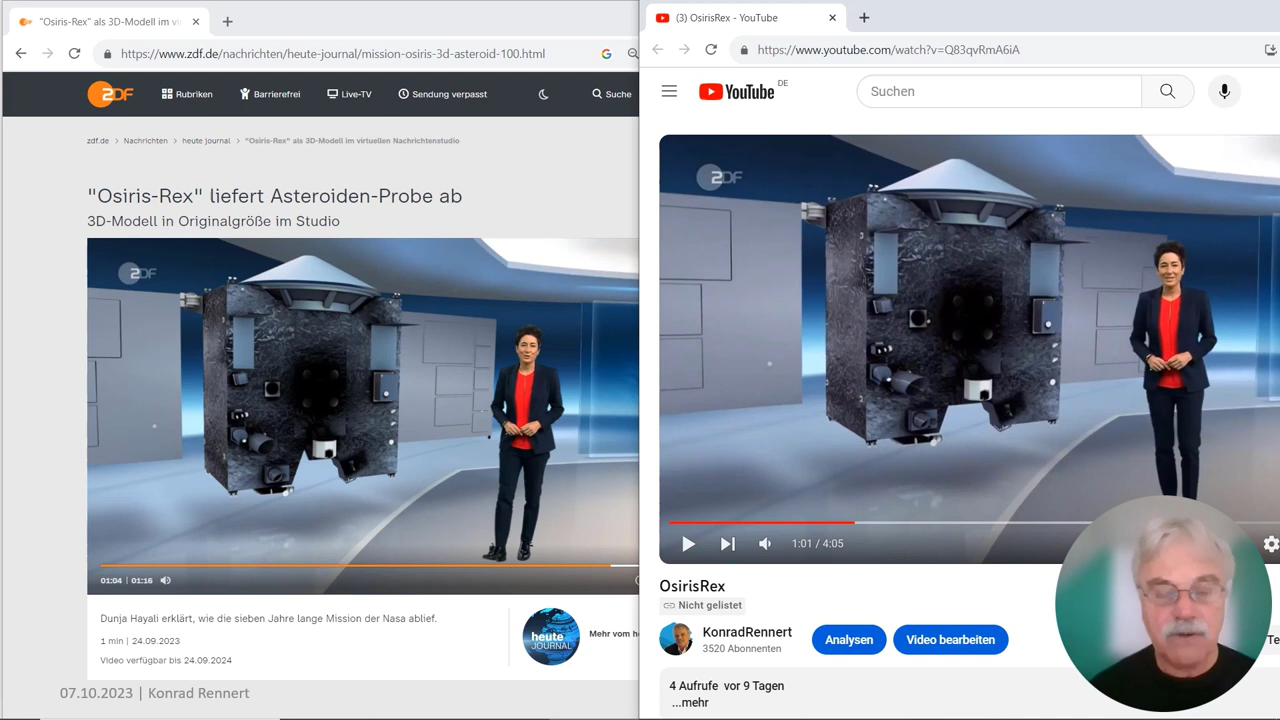 "Osiris-Rex" als 3D-Modell im vi
https://www.zdf.de/nachrichten/heute-journal/mission-osiris-3d-asteroid-100.html
ZDF
Rubriken
Barrierefrei
Live-TV
Sendung verpasst
Suche
zdf.de > Nachrichten > heute journal > "Osiris-Rex" als 3D-Modell im virtuellen Nachrichtenstudio
"Osiris-Rex" liefert Asteroiden-Probe ab
3D-Modell in Originalgröße im Studio
ZDF
01:04 | 01:16
Dunja Hayali erklärt, wie die sieben Jahre lange Mission der Nasa ablief.
1 min | 24.09.2023
Video verfügbar bis 24.09.2024
heute
JOURNAL
Mehr vom h
07.10.2023 | Konrad Rennert
(3) OsirisRex - YouTube
https://www.youtube.com/watch?v=Q83qvRmA6iA
YouTube DE
Suchen
ZDF
1:01 / 4:05
OsirisRex
Nicht gelistet
KonradRennert
3520 Abonnenten
Analysen
Video bearbeiten
Te
4 Aufrufe vor 9 Tagen
...mehr